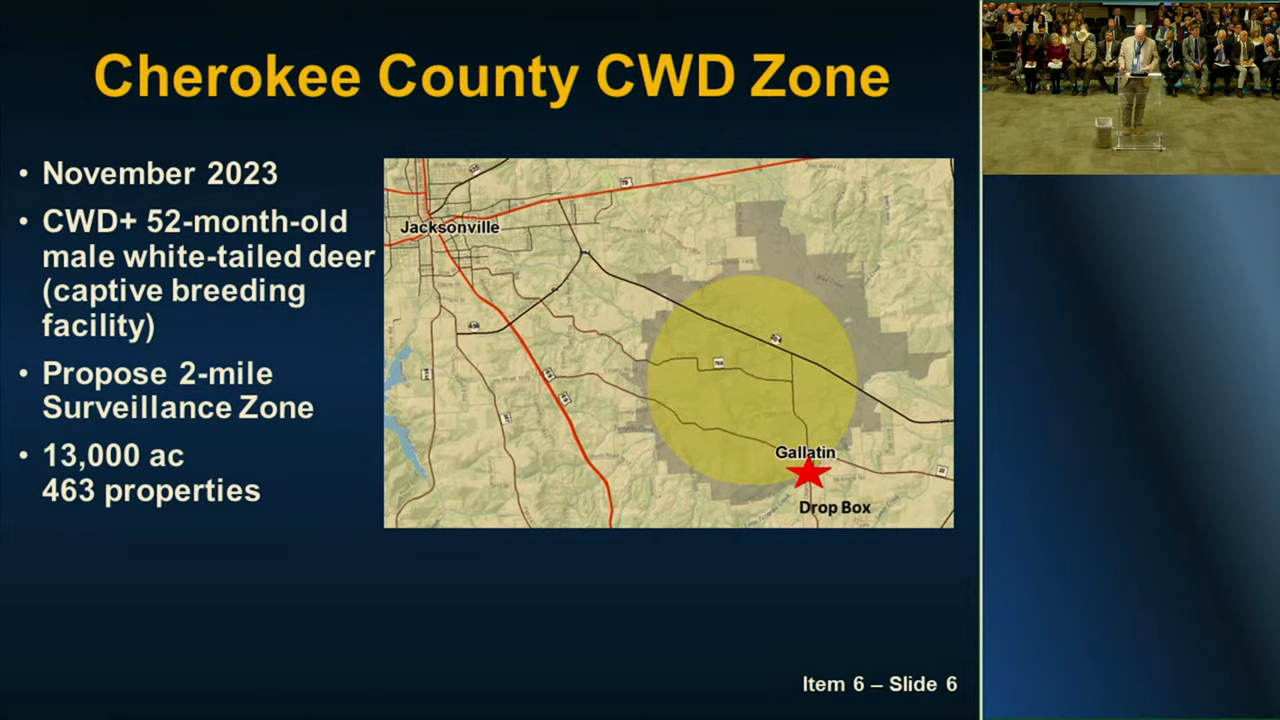 Cherokee County CWD Zone
• November 2023
• CWD+ 52-month-old
male white-tailed deer
(captive breeding
facility)
• Propose 2-mile
Surveillance Zone
• 13,000 ac
463 properties
79
Jacksonville
Gallatin
Drop Box
Item 6 – Slide 6